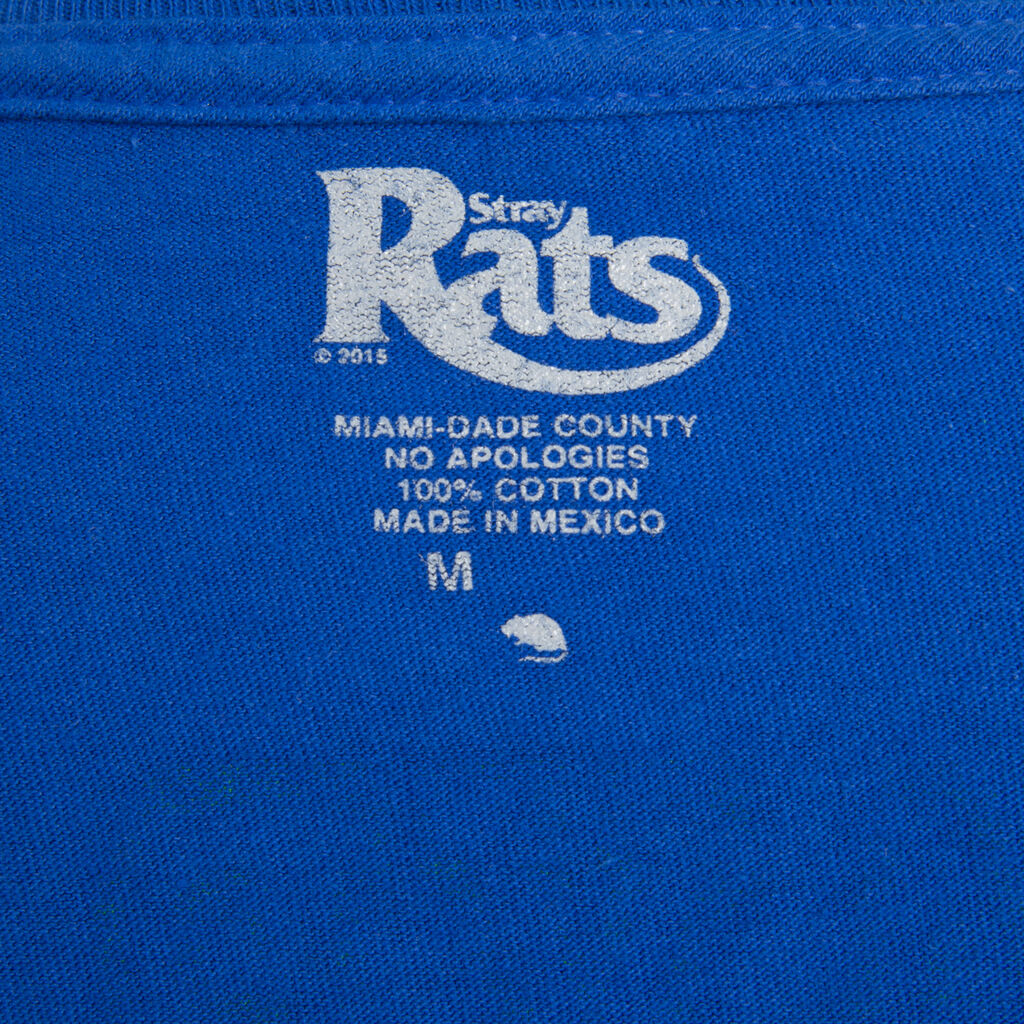 Stray
Rats
© 2015
MIAMI-DADE COUNTY
NO APOLOGIES
100% COTTON
MADE IN MEXICO
M